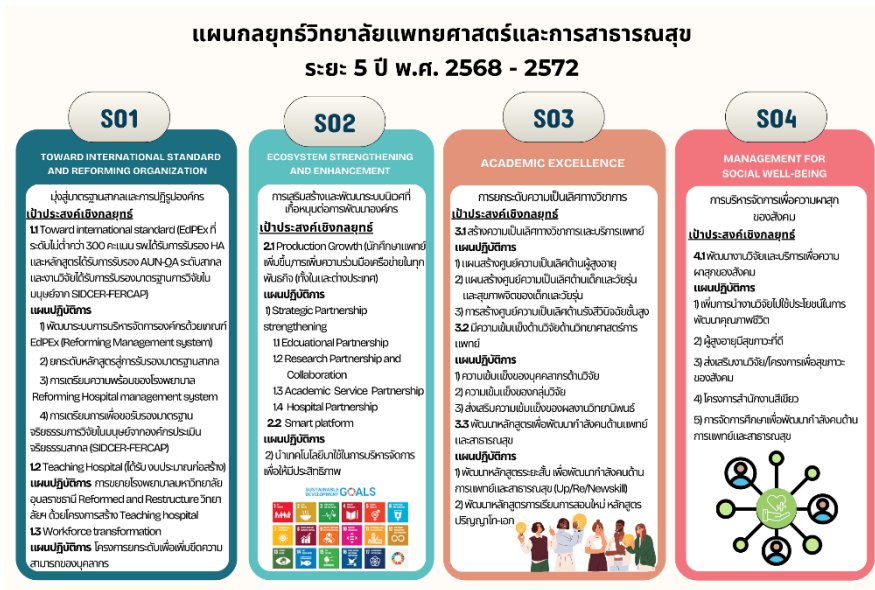 แผนกลยุทธ์วิทยาลัยแพทยศาสตร์และการสาธารณสุข
ระยะ 5 ปี พ.ศ. 2568 - 2572
SO1
TOWARD INTERNATIONAL STANDARD
AND REFORMING ORGANIZATION
มุ่งสู่มาตรฐานสากลและการปฏิรูปองค์กร
เป้าประสงค์เชิงกลยุทธ์
1.1 Toward international standard (EdPEx ที่
ระดับไม่ต่ำกว่า 300 คะแนน รพ.ได้รับการรับรอง HA
และหลักสูตรได้รับการรับรอง AUN-QA ระดับสากล
และงานวิจัยได้รับการรับรองมาตรฐานการวิจัยใน
มนุษย์จาก SIDCER-FERCAP)
แผนปฏิบัติการ
1) พัฒนาระบบการบริหารจัดการองค์กรด้วยเกณฑ์
EdPEx (Reforming Management system)
2) ยกระดับหลักสูตรสู่การรับรองมาตรฐานสากล
3) การเตรียมความพร้อมของโรงพยาบาล
Reforming Hospital management system
4) การเตรียมการเพื่อขอรับรองมาตรฐาน
จริยธรรมการวิจัยในมนุษย์จากองค์กรประเมิน
จริยธรรมสากล (SIDCER-FERCAP)
1.2 Teaching Hospital (ได้รับ งบประมาณก่อสร้าง)
แผนปฏิบัติการ การขยายโรงพยาบาลมหาวิทยาลัย
อุบลราชธานี Reformed and Restructure วิทยา
ลัยฯ ด้วยโครงการสร้าง Teaching hospital
1.3 Workforce transformation
แผนปฏิบัติการ โครงการยกระดับเพื่อเพิ่มขีดความ
สามารถของบุคลากร
SO2
ECOSYSTEM STRENGTHENING
AND ENHANCEMENT
การเสริมสร้างและพัฒนาระบบนิเวศที่
เกื้อหนุนต่อการพัฒนาองค์กร
เป้าประสงค์เชิงกลยุทธ์
2.1 Production Growth (นักศึกษาแพทย์
เพิ่มขึ้นการเพิ่มความร่วมมือเครือข่ายในทุก
พันธกิจ (ทั้งในและต่างประเทศ)
แผนปฏิบัติการ
1) Strategic Partnership
strengthening
1.1 Edcuational Partnership
1.2 Research Partnership and
Collaboration
1.3 Academic Service Partnership
1.4 Hospital Partnership
2.2 Smart platform
แผนปฏิบัติการ
2) นำเทคโนโลยีมาใช้ในการบริหารจัดการ
เพื่อให้มีประสิทธิภาพ
SUSTAINABLE
DEVELOPMENT GOALS
SO3
ACADEMIC EXCELLENCE
การยกระดับความเป็นเลิศทางวิชาการ
เป้าประสงค์เชิงกลยุทธ์
3.1 สร้างความเป็นเลิศทางวิชาการและบริการแพทย์
แผนปฏิบัติการ
1) แผนสร้างศูนย์ความเป็นเลิศด้านผู้สูงอายุ
2) แผนสร้างศูนย์ความเป็นเลิศด้านเด็กและวัยรุ่น
และสุขภาพจิตของเด็กและวัยรุ่น
3) การสร้างศูนย์ความเป็นเลิศด้านรังสีวินิจฉัยขั้นสูง
3.2 มีความเข้มแข็งด้านวิจัยด้านวิทยาศาสตร์การ
แพทย์
แผนปฏิบัติการ
1) ความเข้มแข็งของบุคคลากรด้านวิจัย
2) ความเข้มแข็งของกลุ่มวิจัย
3) ส่งเสริมความเข้มแข็งของผลงานวิทยานิพนธ์
3.3 พัฒนาหลักสูตรเพื่อพัฒนากำลังคนด้านแพทย์
และสาธารณสุข
แผนปฏิบัติการ
1) พัฒนาหลักสูตรระยะสั้น เพื่อพัฒนากำลังคนด้าน
การแพทย์และสาธารณสุข (Up/Re/Newskill)
2) พัฒนาหลักสูตรการเรียนการสอนใหม่ หลักสูตร
ปริญญาโท-เอก
SO4
MANAGEMENT FOR
SOCIAL WELL-BEING
การบริหารจัดการเพื่อความผาสุก
ของสังคม
เป้าประสงค์เชิงกลยุทธ์
4.1 พัฒนางานวิจัยและบริการเพื่อความ
ผาสุกของสังคม
แผนปฏิบัติการ
1) เพิ่มการนำงานวิจัยไปใช้ประโยชน์ในการ
พัฒนาคุณภาพชีวิต
2) ผู้สูงอายุมีสุขภาวะที่ดี
3) ส่งเสริมงานวิจัย/โครงการเพื่อสุขภาวะ
ของสังคม
4) โครงการสำนักงานสีเขียว
5) การจัดการศึกษาเพื่อพัฒนากำลังคนด้าน
การแพทย์และสาธารณสุข